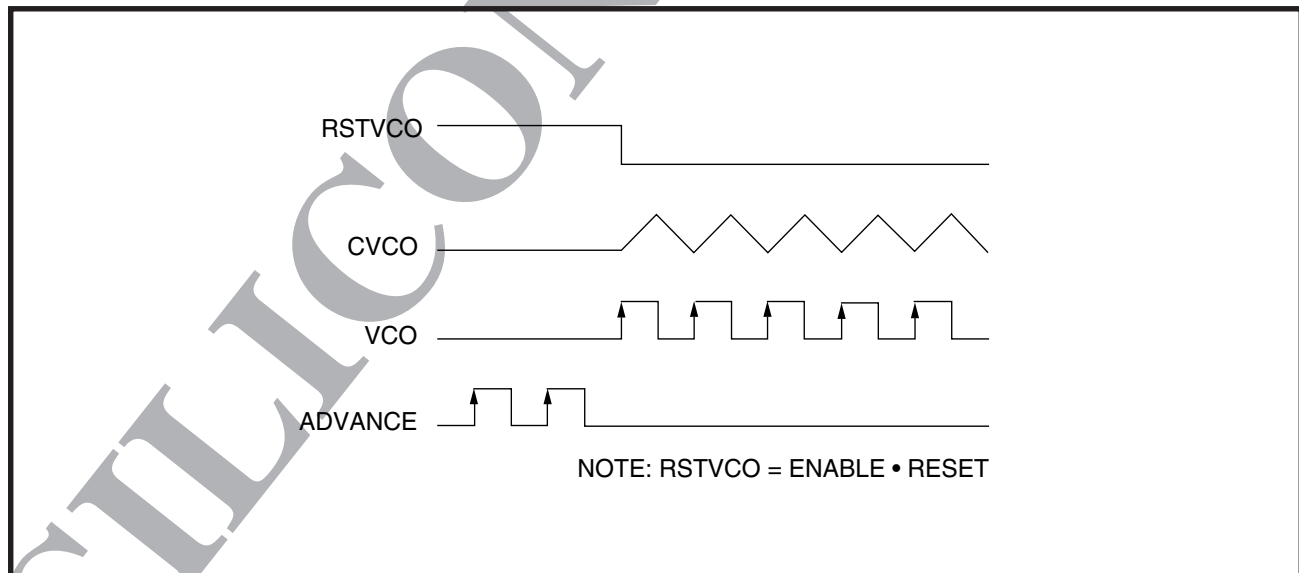 RSTVCO
CVCO
VCO
ADVANCE
NOTE: RSTVCO = ENABLE • RESET